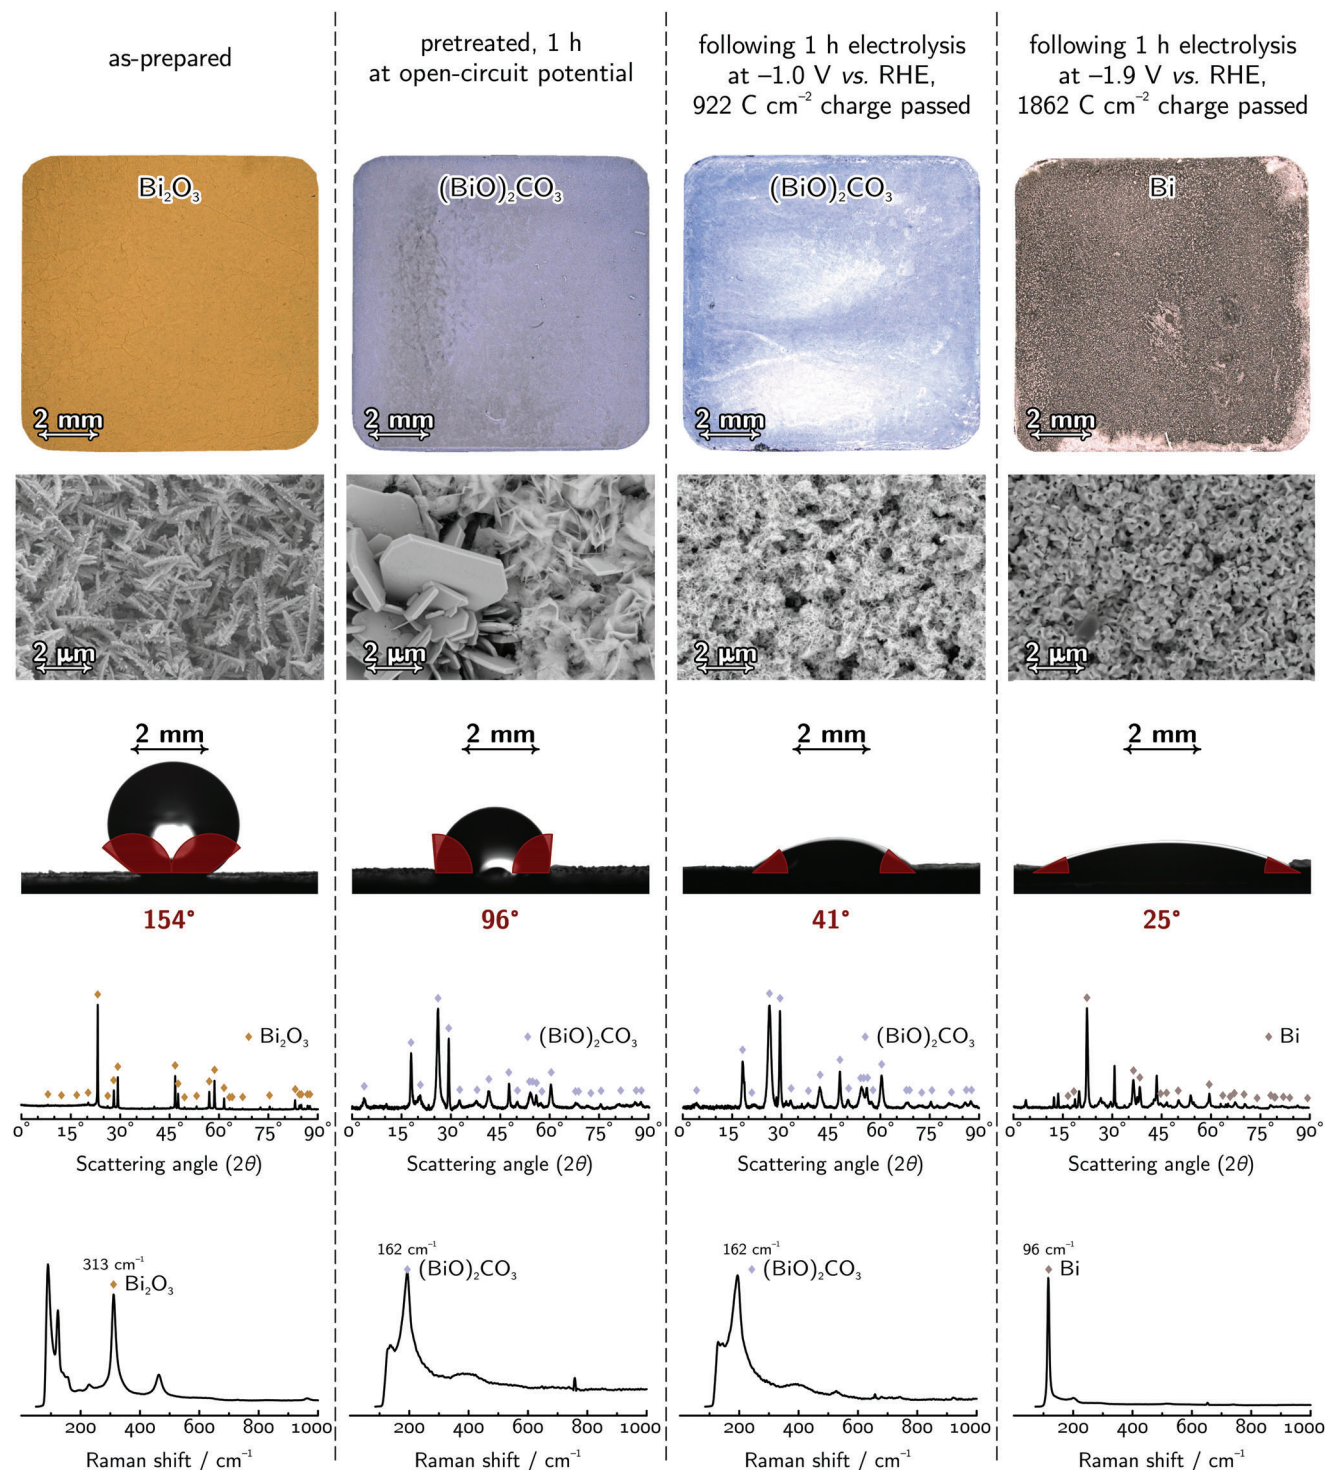 as-prepared
pretreated, 1 h
at open-circuit potential
following 1 h electrolysis
at –1.0 V vs. RHE,
922 C cm⁻² charge passed
following 1 h electrolysis
at –1.9 V vs. RHE,
1862 C cm⁻² charge passed
Bi₂O₃
(BiO)₂CO₃
(BiO)₂CO₃
Bi
2 mm
2 mm
2 mm
2 mm
2 μm
2 μm
2 μm
2 μm
2 mm
2 mm
2 mm
2 mm
154°
96°
41°
25°
Bi₂O₃
(BiO)₂CO₃
(BiO)₂CO₃
Bi
0 15 30 45 60 75 90°
0° 15 30 45 60 75 90°
0° 15 30 45 60 75 90°
0° 15 30 45 60 75 90°
Scattering angle (2θ)
Scattering angle (2θ)
Scattering angle (2θ)
Scattering angle (2θ)
313 cm⁻¹
Bi₂O₃
162 cm⁻¹
(BiO)₂CO₃
162 cm⁻¹
(BiO)₂CO₃
96 cm⁻¹
Bi
0 200 400 600 800 1000
0 200 400 600 800 1000
0 200 400 600 800 1000
0 200 400 600 800 1000
Raman shift / cm⁻¹
Raman shift / cm⁻¹
Raman shift / cm⁻¹
Raman shift / cm⁻¹